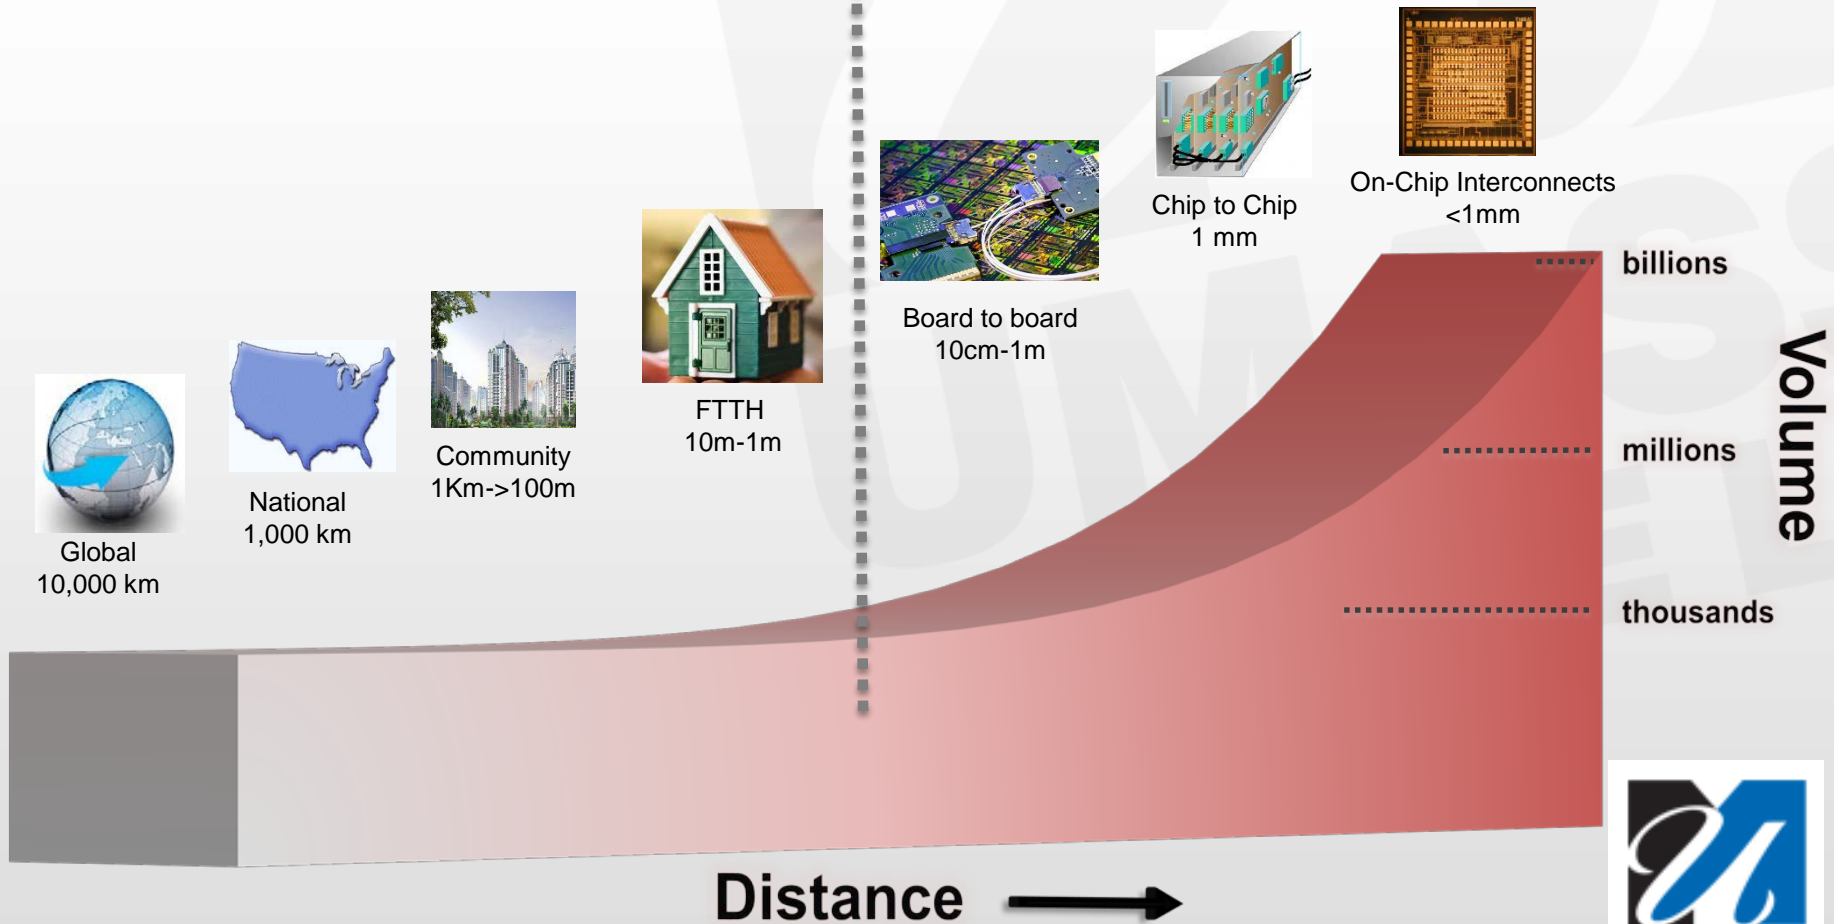 Global
10,000 km
National
1,000 km
Community
1Km->100m
FTTH
10m-1m
Board to board
10cm-1m
Chip to Chip
1 mm
On-Chip Interconnects
<1mm
billions
millions
thousands
Volume
Distance